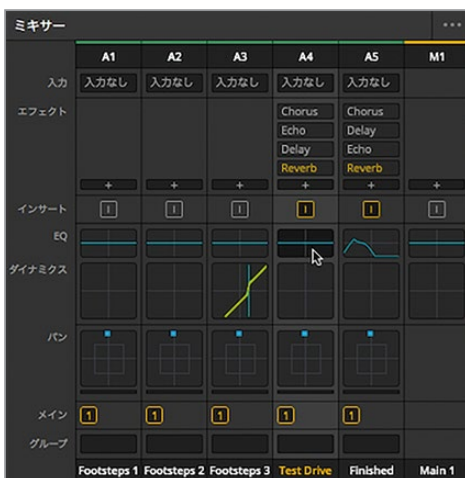 ミキサー
A1 A2 A3 A4 A5 M1
入力 入力なし 入力なし 入力なし 入力なし 入力なし
エフェクト Chorus Chorus
Echo Delay
Delay Echo
Reverb Reverb
+ + + + + +
インサート I I I I I I
EQ
ダイナミクス
パン
メイン 1 1 1 1 1
グループ
Footsteps 1 Footsteps 2 Footsteps 3 Test Drive Finished Main 1